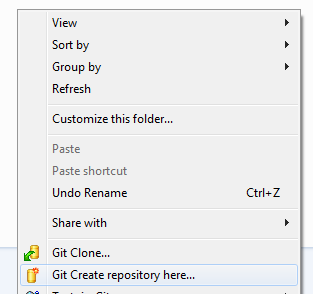 View
Sort by
Group by
Refresh
Customize this folder...
Paste
Paste shortcut
Undo Rename Ctrl+Z
Share with
Git Clone...
Git Create repository here...